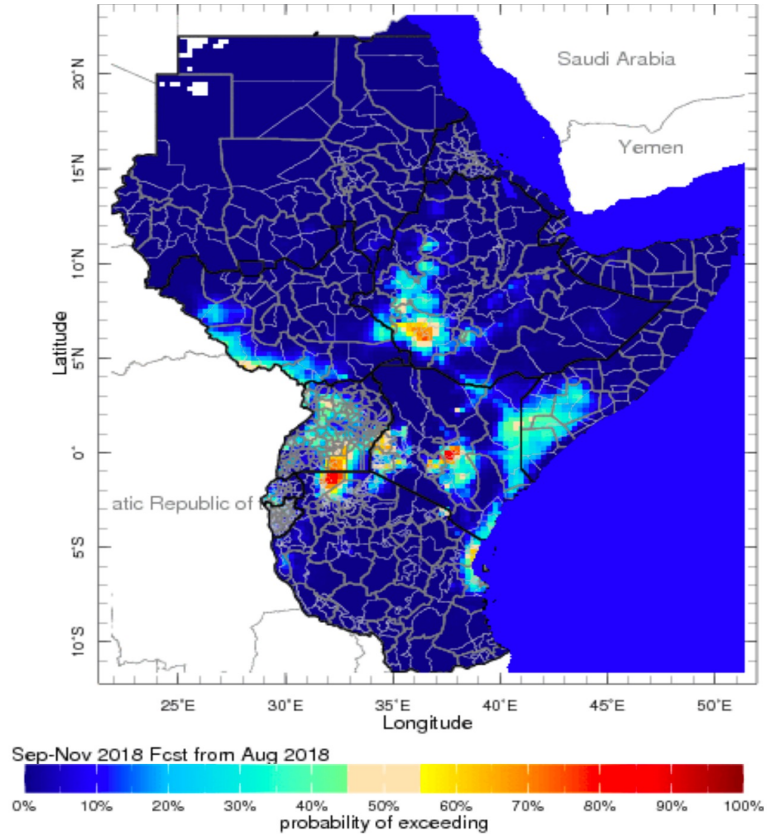 Saudi Arabia
Yemen
20°N
15°N
10°N
5°N
0°
5°S
10°S
Latitude
atic Republic of
25°E 30°E 35°E 40°E 45°E 50°E
Longitude
Sep-Nov 2018 Fcst from Aug 2018
0% 10% 20% 30% 40% 50% 60% 70% 80% 90% 100%
probability of exceeding